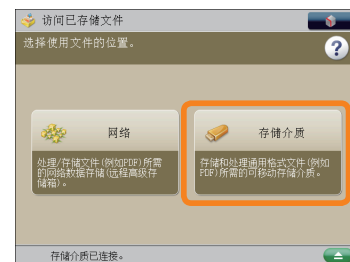 访问已存储文件
选择使用文件的位置。
?
网络
存储介质
处理/存储文件(例如PDF)所需
的网络数据存储(远程高级存
储箱)。
存储和处理通用格式文件(例如
PDF)所需的可移动存储介质。
存储介质已连接。